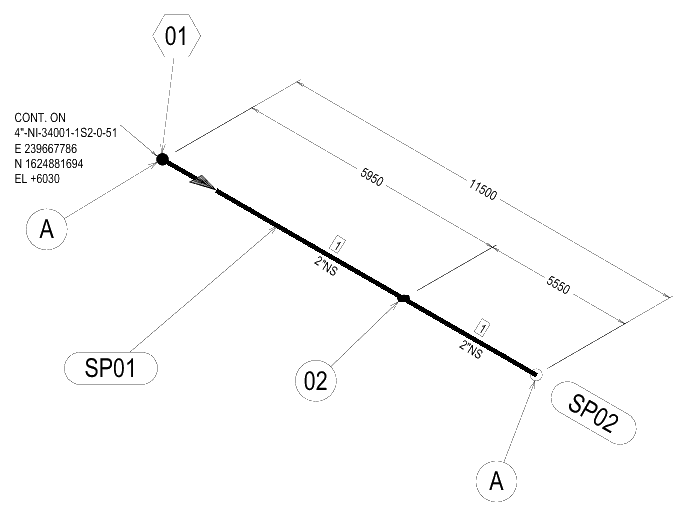 01
CONT. ON
4"-NI-34001-1S2-0-51
E 239667786
N 1624881694
EL +6030
A
5950
11500
1
2"NS
5550
1
2"NS
SP01
02
SP02
A